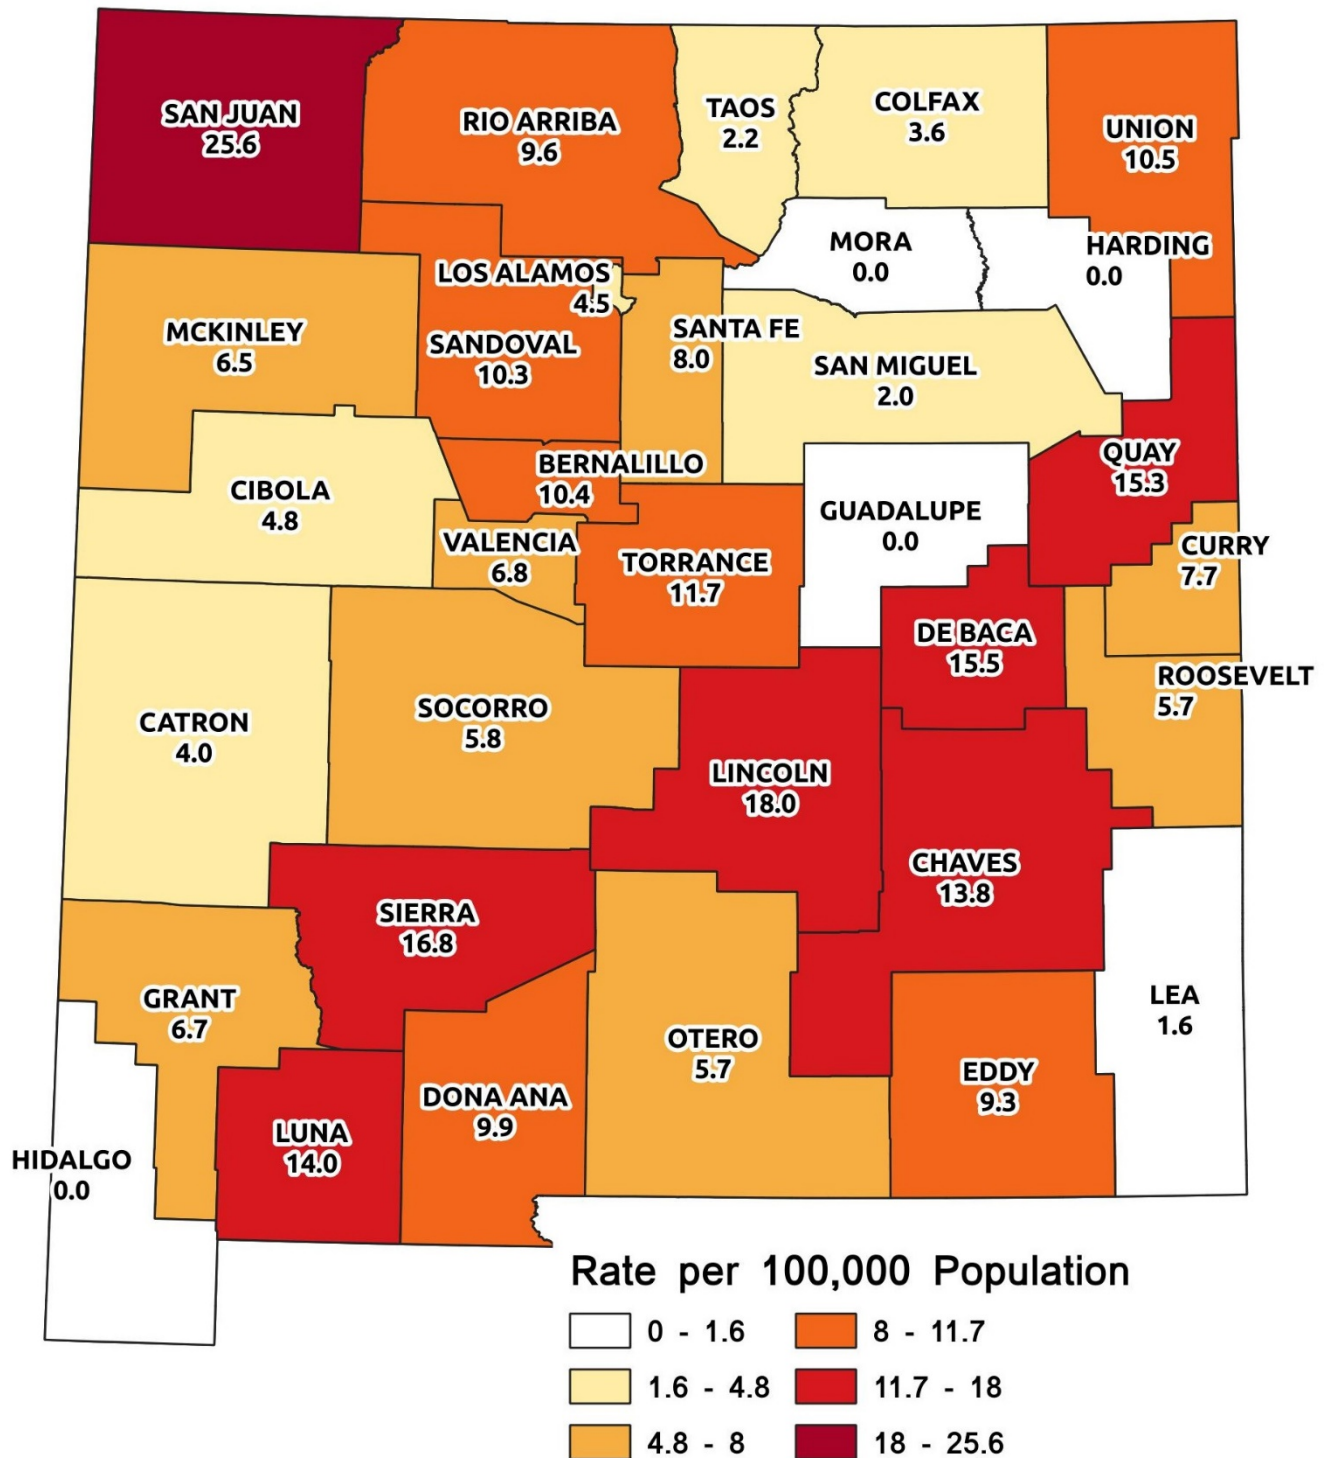 SAN JUAN
25.6
RIO ARRIBA
9.6
TAOS
2.2
COLFAX
3.6
UNION
10.5
MORA
0.0
HARDING
0.0
LOS ALAMOS
4.5
MCKINLEY
6.5
SANDOVAL
10.3
SANTA FE
8.0
SAN MIGUEL
2.0
QUAY
15.3
BERNALILLO
10.4
CIBOLA
4.8
GUADALUPE
0.0
VALENCIA
6.8
TORRANCE
11.7
CURRY
7.7
DE BACA
15.5
ROOSEVELT
5.7
CATRON
4.0
SOCORRO
5.8
LINCOLN
18.0
CHAVES
13.8
SIERRA
16.8
GRANT
6.7
LEA
1.6
OTERO
5.7
EDDY
9.3
DONA ANA
9.9
LUNA
14.0
HIDALGO
0.0
Rate per 100,000 Population
0 - 1.6
8 - 11.7
1.6 - 4.8
11.7 - 18
4.8 - 8
18 - 25.6